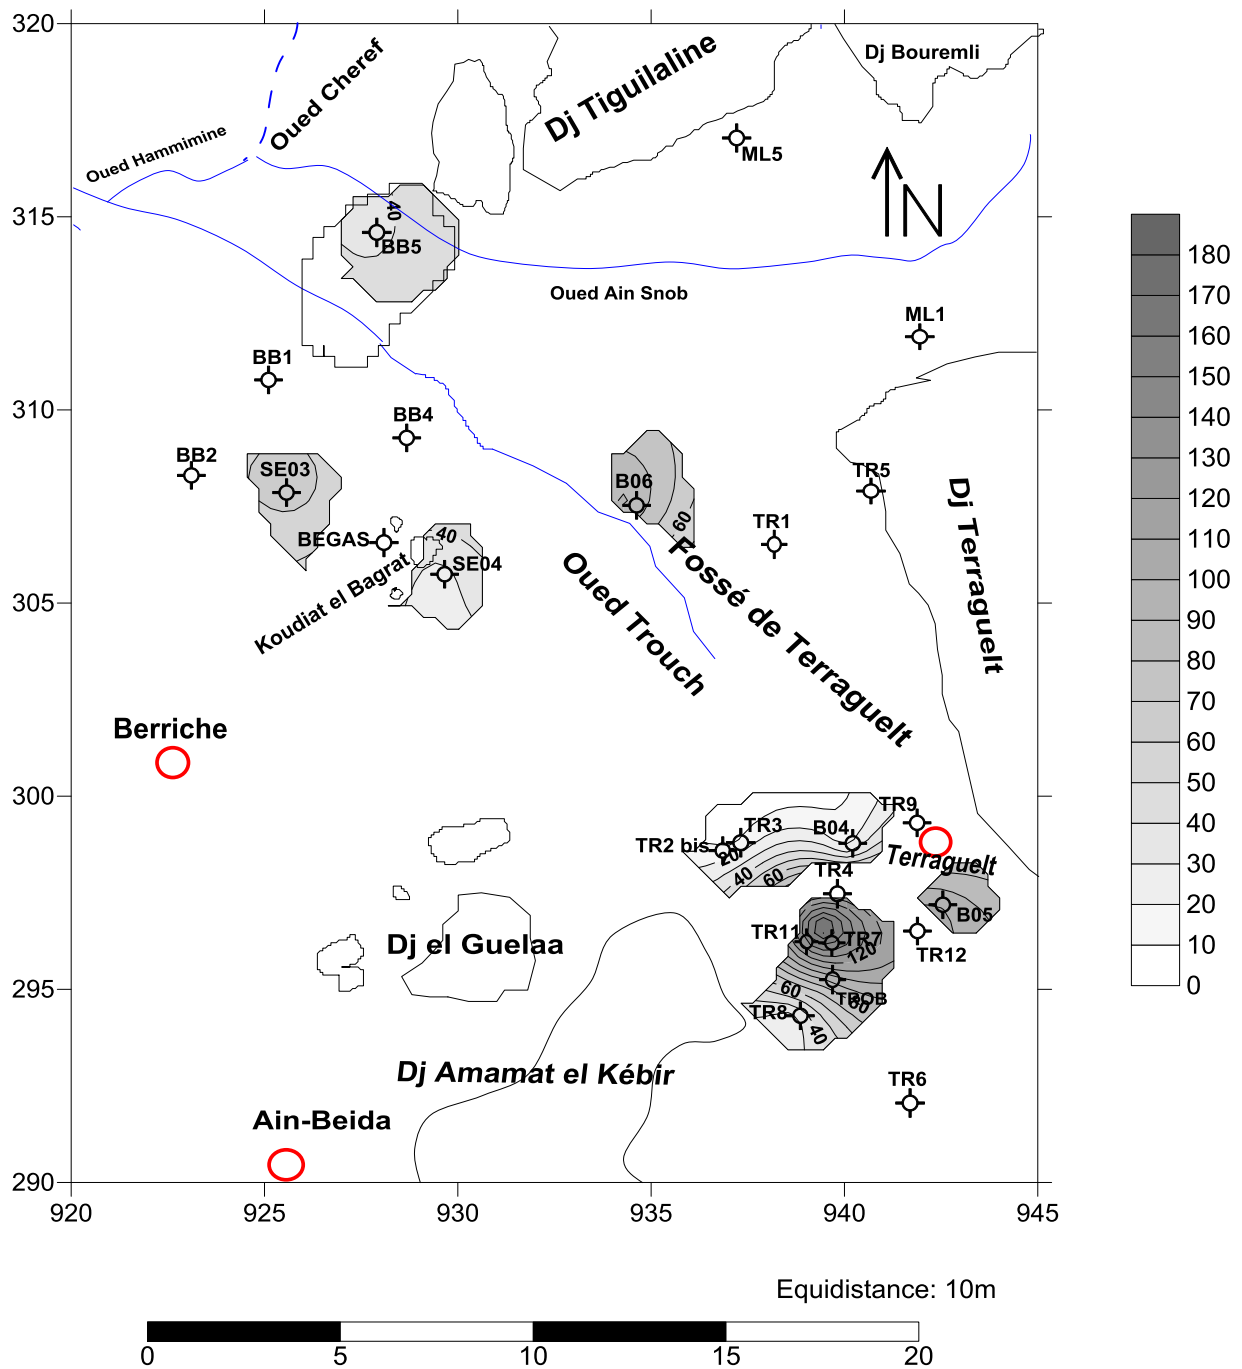 320
315
310
305
300
295
290
920
925
930
935
940
945
Oued Cheref
Oued Hammimine
Dj Tiguilaline
Dj Bouremli
ML5
N
40
BB5
Oued Ain Snob
ML1
BB1
BB4
BB2
SE03
B06
60
TR5
TR1
BEGAS
40
SE04
Koudiat el Bagrat
Oued Trouch
Fossé de Terraguelt
Dj Terraguelt
Berriche
TR9
TR3
B04
TR2 bis
20
40
60
Terraguelt
TR4
B05
TR11
TR7
120
TR12
Dj el Guelaa
60
TROB
80
TR8
40
Dj Amamat el Kébir
TR6
Ain-Beida
180
170
160
150
140
130
120
110
100
90
80
70
60
50
40
30
20
10
0
Equidistance: 10m
0
5
10
15
20